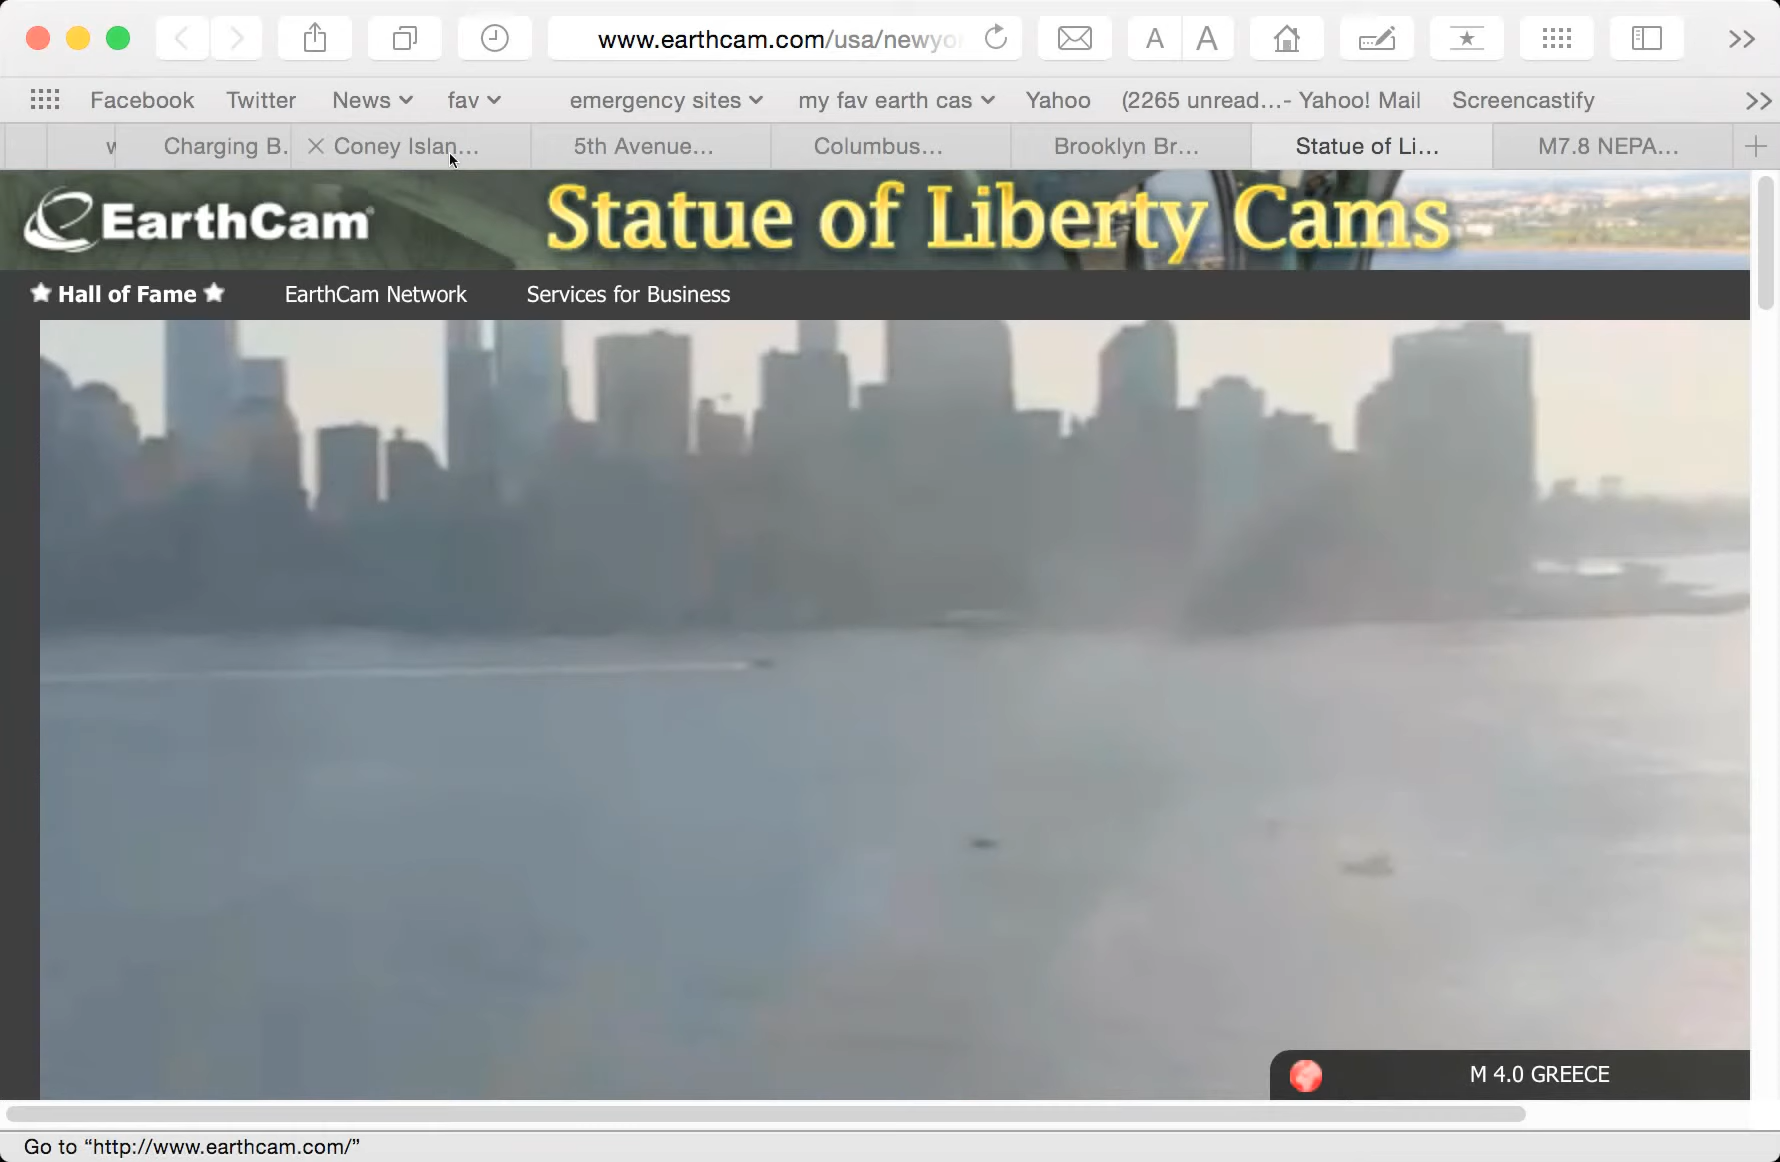 www.earthcam.com/usa/newyo
A A
Facebook Twitter News fav emergency sites my fav earth cas Yahoo (2265 unread...- Yahoo! Mail Screencastify
Charging B. Coney Islan... 5th Avenue... Columbus... Brooklyn Br... Statue of Li... M7.8 NEPA...
EarthCam Statue of Liberty Cams
Hall of Fame EarthCam Network Services for Business
M 4.0 GREECE
Go to “http://www.earthcam.com/”